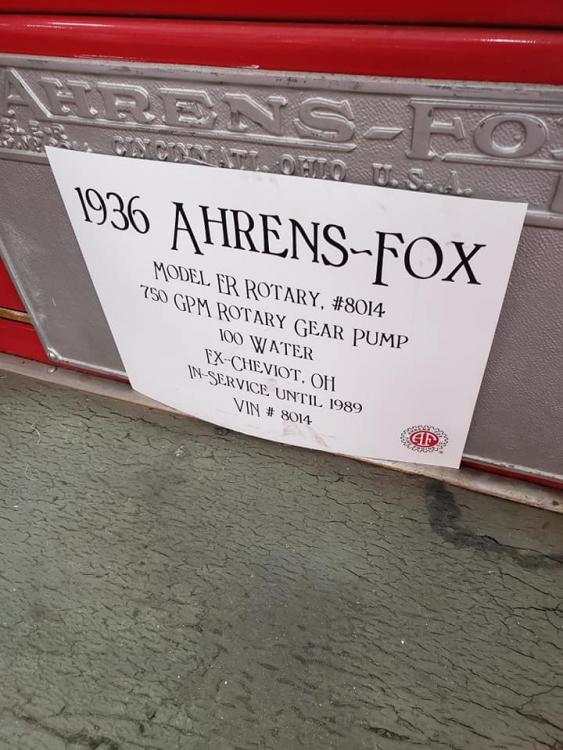 AHRENS-FO
CINCINNATI, OHIO U.S.A.
1936 AHRENS-FOX
MODEL ER ROTARY, #8014
750 GPM ROTARY GEAR PUMP
100 WATER
EX-CHEVIOT, OH
IN-SERVICE UNTIL 1989
VIN # 8014
AF